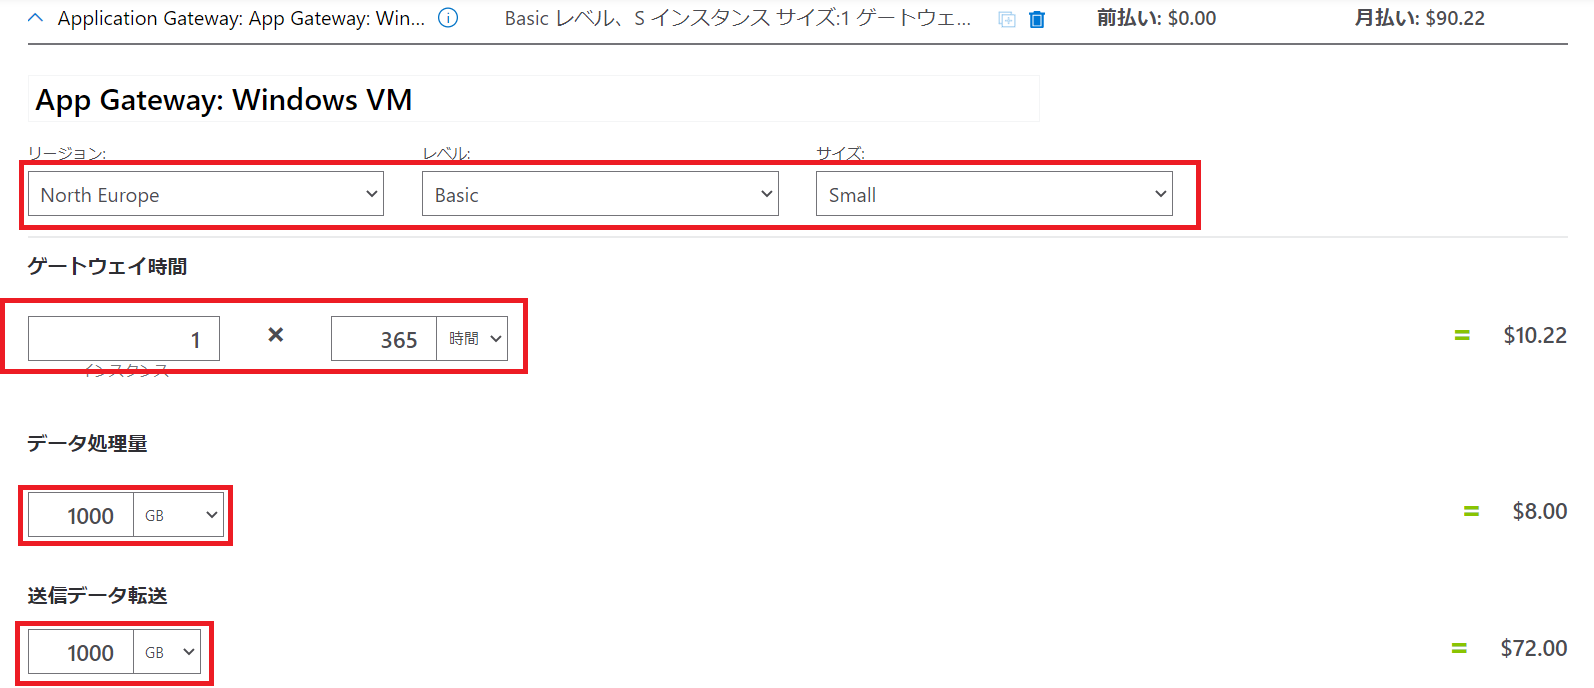 Application Gateway: App Gateway: Win... Basic レベル、S インスタンス サイズ:1 ゲートウェ... 前払い: $0.00 月払い: $90.22
App Gateway: Windows VM
リージョン: レベル: サイズ:
North Europe Basic Small
ゲートウェイ時間
1 × 365 時間 = $10.22
インスタンス
データ処理量
1000 GB = $8.00
送信データ転送
1000 GB = $72.00